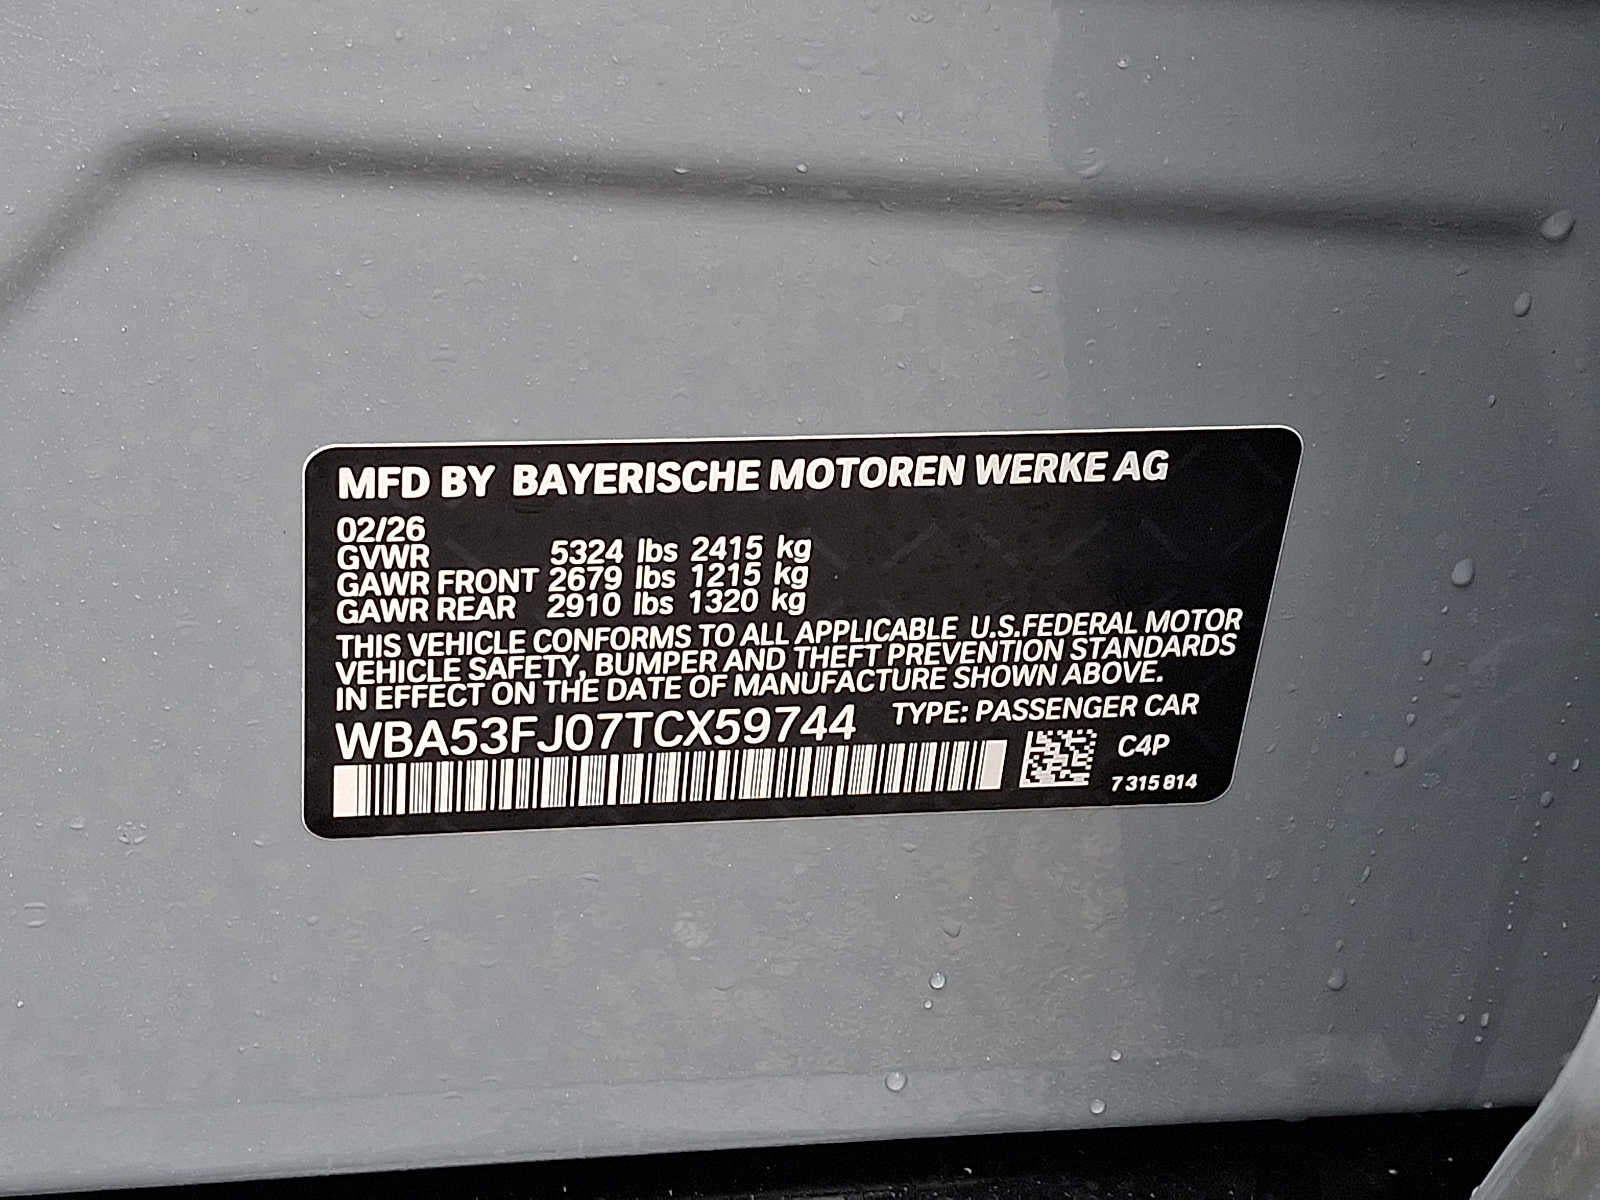 MFD BY BAYERISCHE MOTOREN WERKE AG
02/26
GVWR 5324 lbs 2415 kg
GAWR FRONT 2679 lbs 1215 kg
GAWR REAR 2910 lbs 1320 kg
THIS VEHICLE CONFORMS TO ALL APPLICABLE U.S.FEDERAL MOTOR
VEHICLE SAFETY, BUMPER AND THEFT PREVENTION STANDARDS
IN EFFECT ON THE DATE OF MANUFACTURE SHOWN ABOVE.
WBA53FJ07TCX59744 TYPE: PASSENGER CAR
C4P
7 315 814